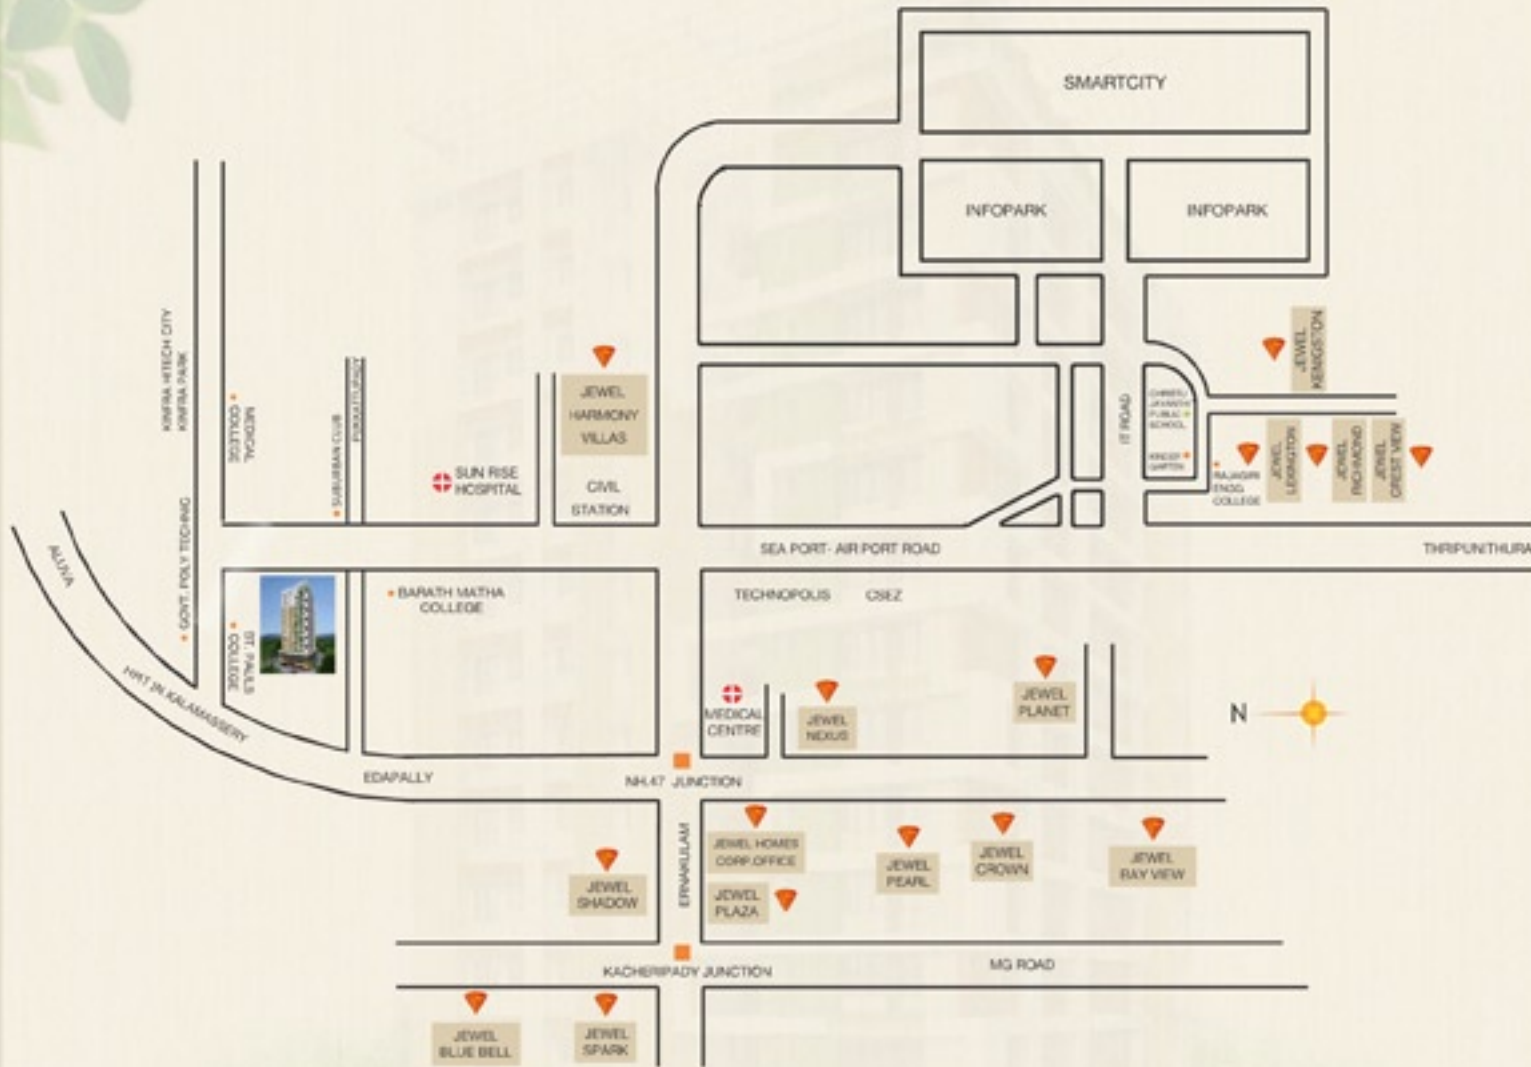 SMARTCITY
INFOPARK
INFOPARK
KINFRA HITECH CITY
KINFRA PARK
MEDICAL
COLLEGE
SUBURBAN CLUB
SUN RISE
HOSPITAL
JEWEL
HARMONY
VILLAS
CIVIL
STATION
IT ROAD
PUBLIC
SCHOOL
JEWEL
JEWEL
JEWEL
RICHMOND
JEWEL
CREST VIEW
RAJAGIRI
ENGG.
COLLEGE
GOVT. POLY TECHNIC
ALUVA
SEA PORT- AIR PORT ROAD
THRIPUNITHURA
ST. PAULS
COLLEGE
BARATH MATHA
COLLEGE
TECHNOPOLIS
CSEZ
HMT JN.KALAMASSERY
MEDICAL
CENTRE
JEWEL
NEXUS
JEWEL
PLANET
N
EDAPALLY
NH.47 JUNCTION
ERNAKULAM
JEWEL HOMES
CORP.OFFICE
JEWEL
PEARL
JEWEL
CROWN
JEWEL
BAY VIEW
JEWEL
SHADOW
JEWEL
PLAZA
KACHERIPADY JUNCTION
MG ROAD
JEWEL
BLUE BELL
JEWEL
SPARK